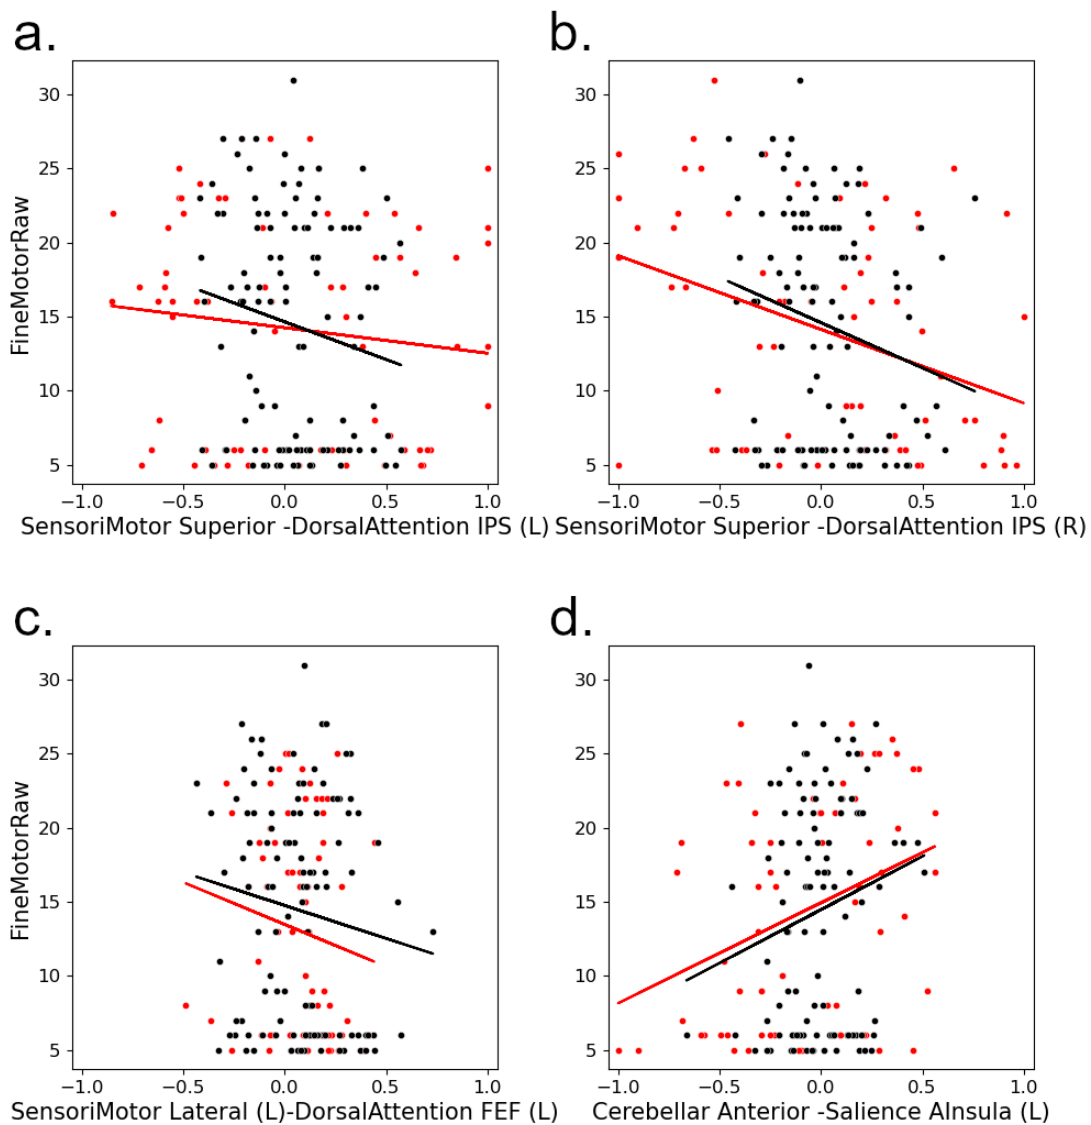 a.
b.
30
25
20
15
10
5
FineMotorRaw
−1.0 −0.5 0.0 0.5 1.0
SensoriMotor Superior -DorsalAttention IPS (L)
30
25
20
15
10
5
−1.0 −0.5 0.0 0.5 1.0
SensoriMotor Superior -DorsalAttention IPS (R)
c.
d.
30
25
20
15
10
5
FineMotorRaw
−1.0 −0.5 0.0 0.5 1.0
SensoriMotor Lateral (L)-DorsalAttention FEF (L)
30
25
20
15
10
5
−1.0 −0.5 0.0 0.5 1.0
Cerebellar Anterior -Salience AInsula (L)